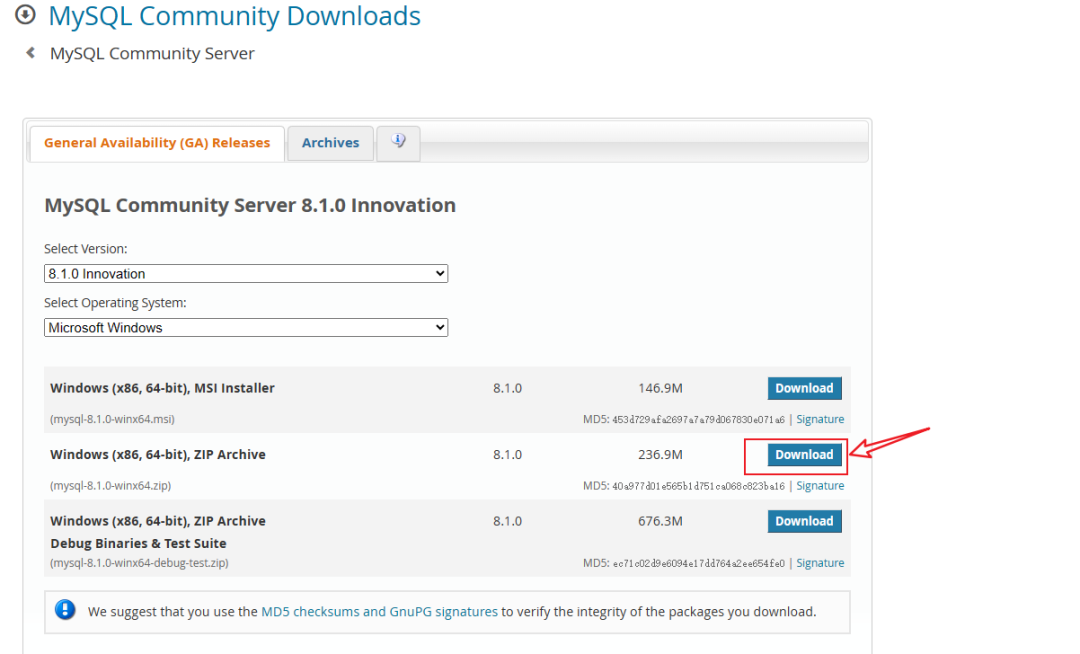 MySQL Community Downloads
MySQL Community Server
General Availability (GA) Releases Archives
MySQL Community Server 8.1.0 Innovation
Select Version:
8.1.0 Innovation
Select Operating System:
Microsoft Windows
Windows (x86, 64-bit), MSI Installer 8.1.0 146.9M Download
(mysql-8.1.0-winx64.msi) MD5: 453d729afa2697a7a79d067830e071a6 | Signature
Windows (x86, 64-bit), ZIP Archive 8.1.0 236.9M Download
(mysql-8.1.0-winx64.zip) MD5: 40a977d01e565b1d751ca068c823ba16 | Signature
Windows (x86, 64-bit), ZIP Archive 8.1.0 676.3M Download
Debug Binaries & Test Suite
(mysql-8.1.0-winx64-debug-test.zip) MD5: ec71c02d9e6094e17dd764a2ee654fe0 | Signature
We suggest that you use the MD5 checksums and GnuPG signatures to verify the integrity of the packages you download.